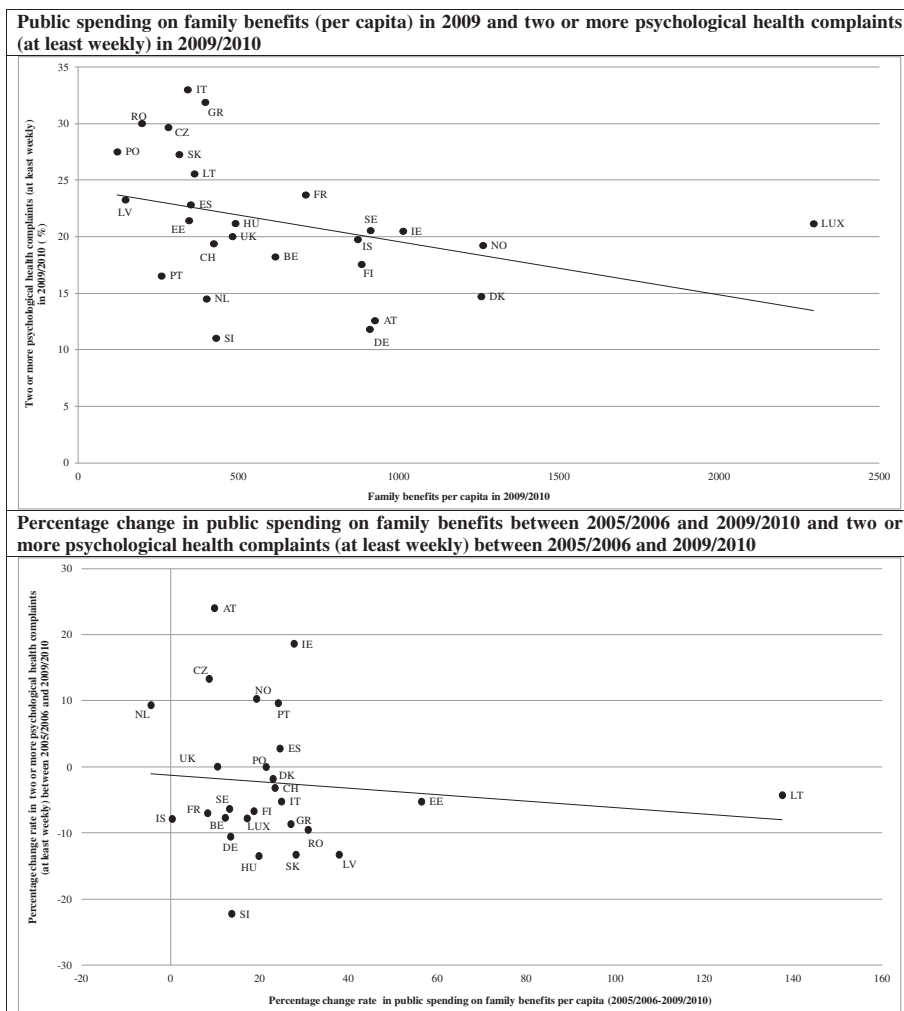 Public spending on family benefits (per capita) in 2009 and two or more psychological health complaints
(at least weekly) in 2009/2010
Two or more psychological health complaints (at least weekly)
in 2009/2010 ( %)
35
30
25
20
15
10
5
0
IT
GR
RO
CZ
PO
SK
LT
FR
LV
ES
EE
HU
UK
SE
IE
LUX
CH
IS
NO
BE
FI
PT
NL
DK
AT
SI
DE
0
500
1000
1500
2000
2500
Family benefits per capita in 2009/2010
Percentage change in public spending on family benefits between 2005/2006 and 2009/2010 and two or
more psychological health complaints (at least weekly) between 2005/2006 and 2009/2010
Percentage change rate in two or more psychological health complaints
(at least weekly) between 2005/2006 and 2009/2010
30
20
10
0
-10
-20
-30
AT
IE
CZ
NO
NL
PT
ES
UK
PO
DK
CH
SE
IT
EE
LT
FR
FI
IS
BE
LUX
GR
DE
RO
HU
SK
LV
SI
-20
0
20
40
60
80
100
120
140
160
Percentage change rate in public spending on family benefits per capita (2005/2006-2009/2010)